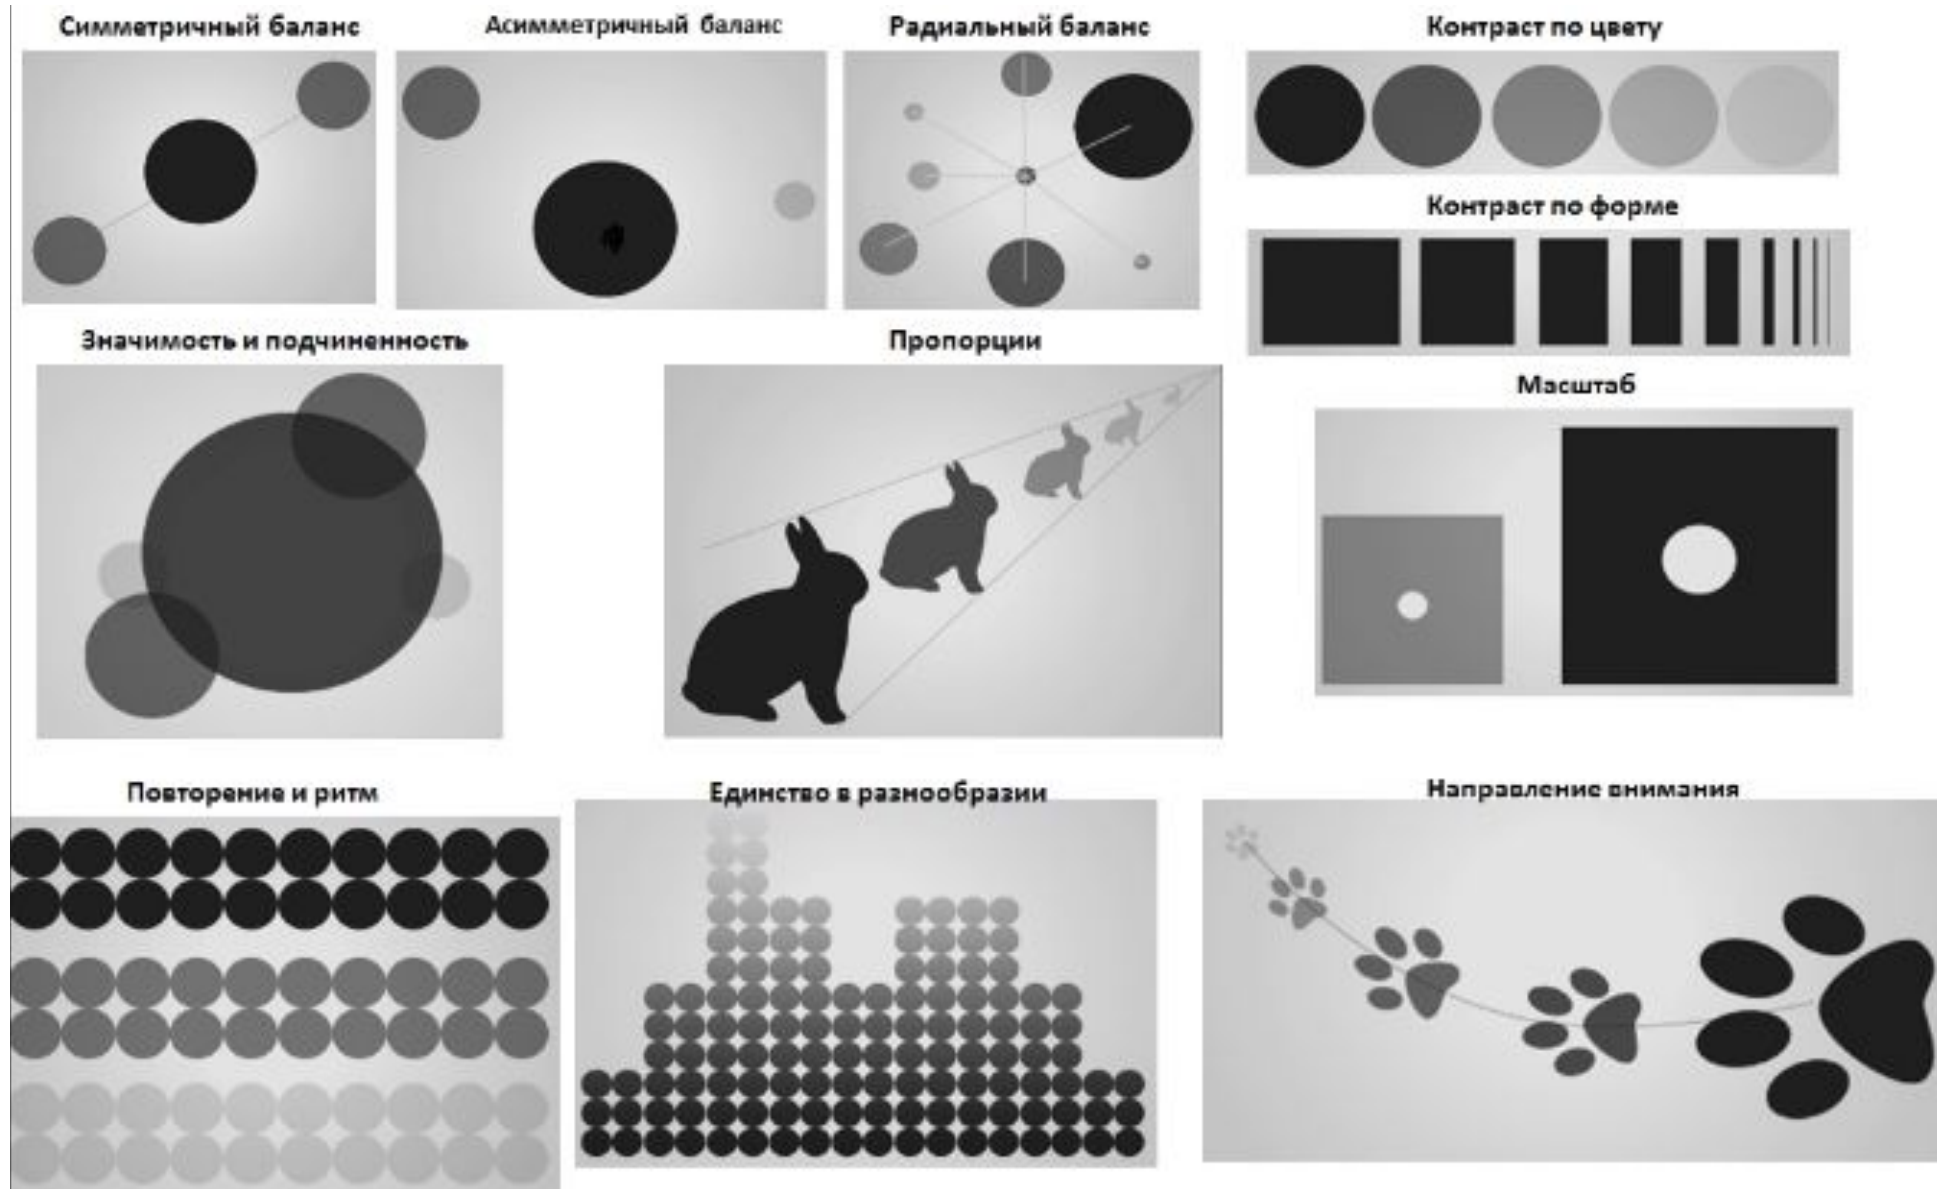 Симметричный баланс
Асимметричный баланс
Радиальный баланс
Контраст по цвету
Контраст по форме
Значимость и подчиненность
Пропорции
Масштаб
Повторение и ритм
Единство в разнообразии
Направление внимания